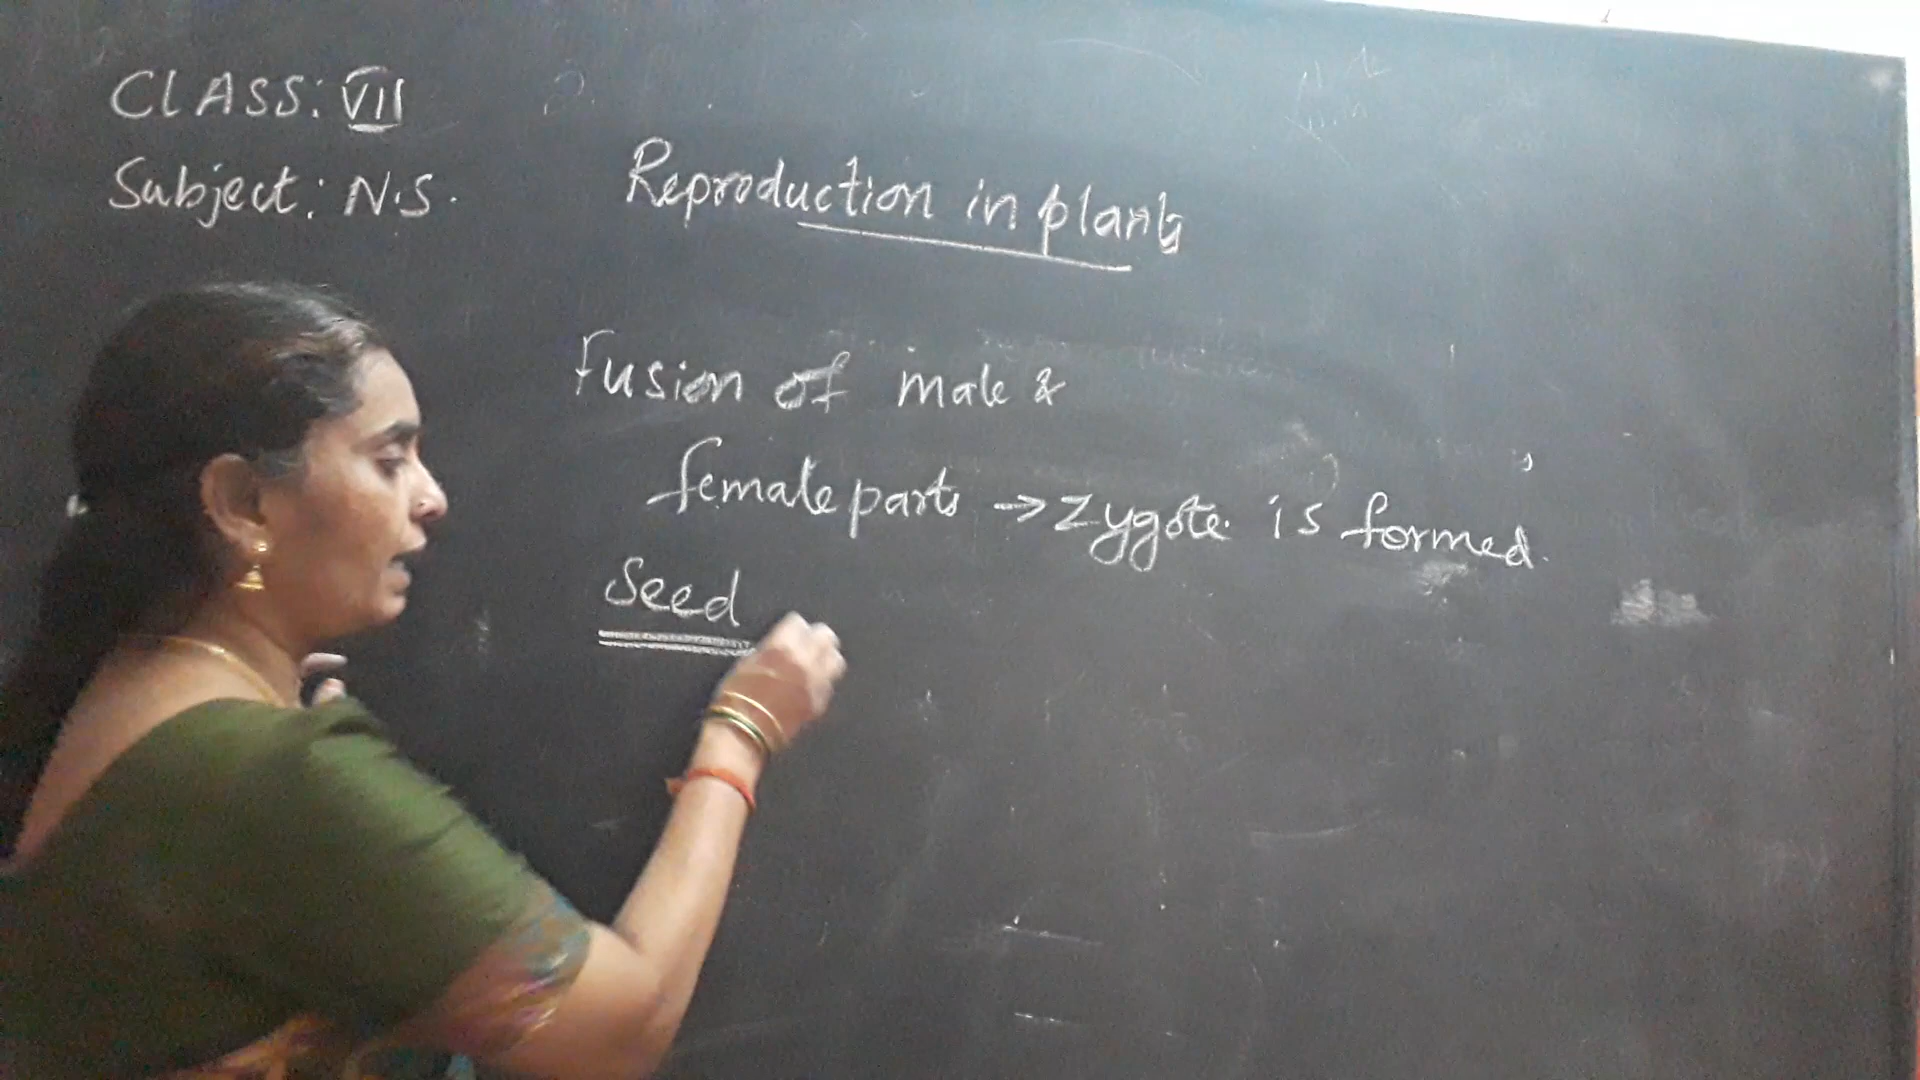 CLASS: VII
Subject: N.S.
Reproduction in plants
Fusion of male &
female parts → Zygote is formed.
Seed